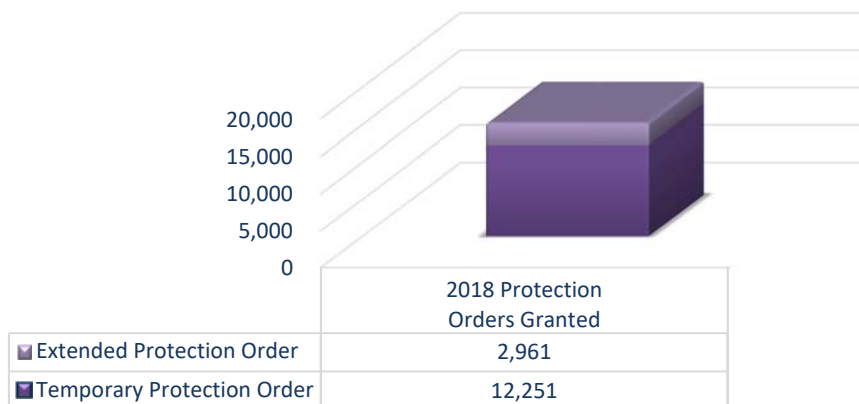 20,000
15,000
10,000
5,000
0
2018 Protection
Orders Granted
Extended Protection Order 2,961
Temporary Protection Order 12,251